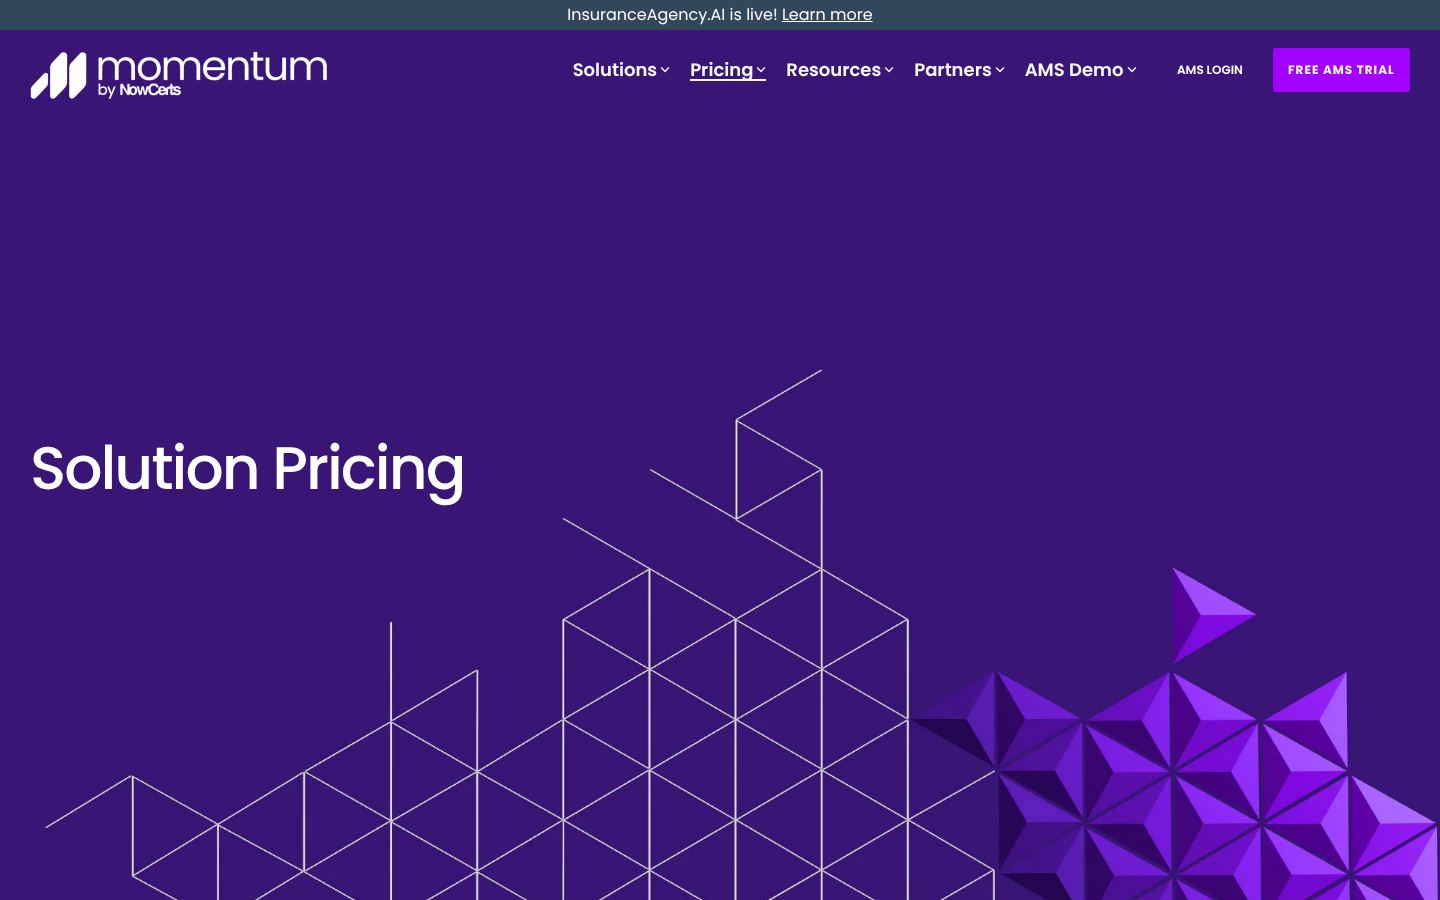 InsuranceAgency.AI is live! Learn more
momentum
by NowCerts
Solutions Pricing Resources Partners AMS Demo AMS LOGIN FREE AMS TRIAL
Solution Pricing